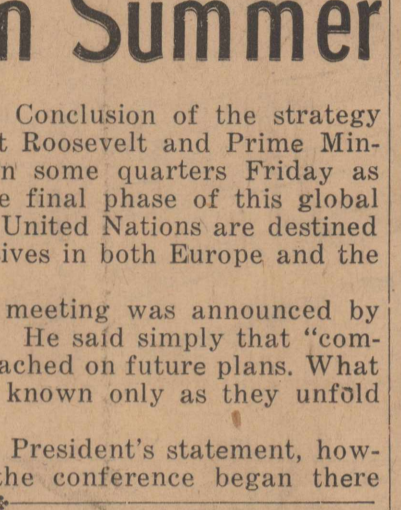 n Summer
Conclusion of the strategy
t Roosevelt and Prime Min-
n some quarters Friday as
e final phase of this global
United Nations are destined
ives in both Europe and the
meeting was announced by
He said simply that "com-
ached on future plans. What
known only as they unfold
President's statement, how-
the conference began there